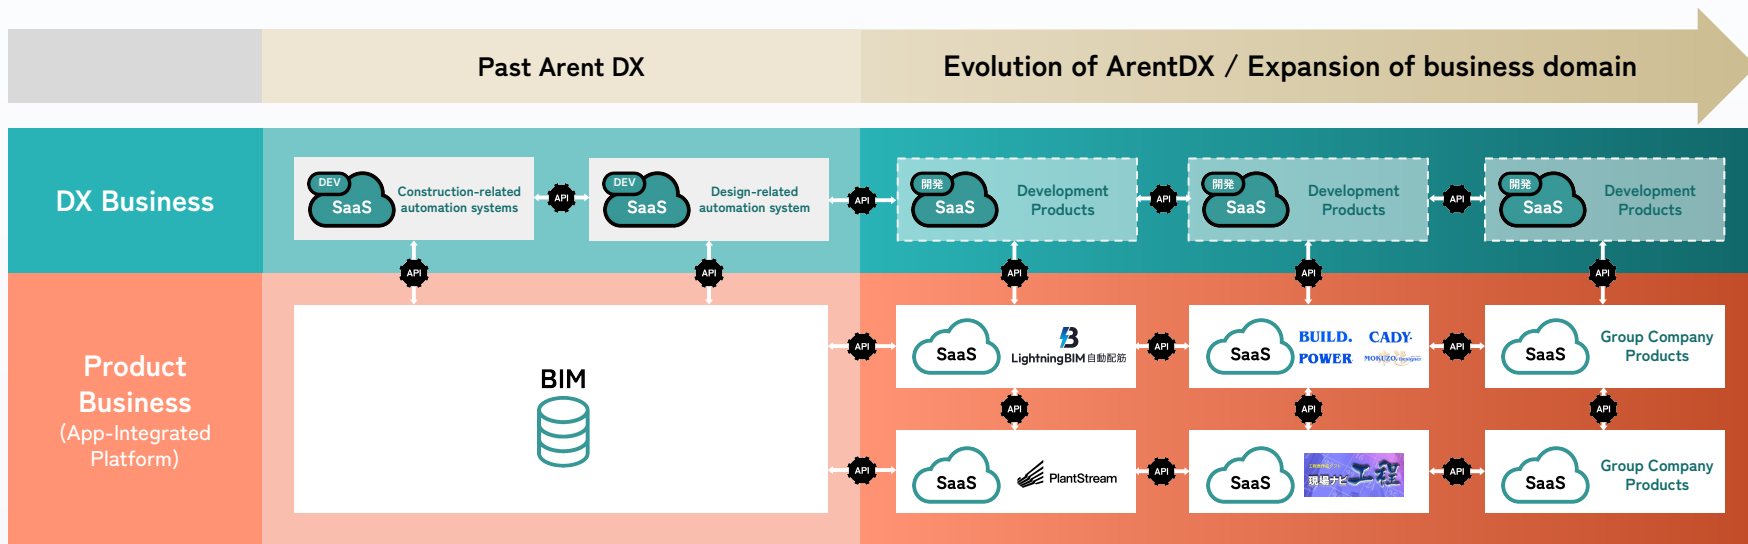 Past Arent DX
Evolution of ArentDX / Expansion of business domain
DX Business
DEV
SaaS
Construction-related
automation systems
API
DEV
SaaS
Design-related
automation system
API
開発
SaaS
Development
Products
API
開発
SaaS
Development
Products
API
開発
SaaS
Development
Products
API
API
API
API
API
Product
Business
(App-Integrated
Platform)
BIM
API
SaaS
LightningBIM 自動配筋
API
SaaS
BUILD.
CADY.
POWER
MOKUZO. Designer
API
SaaS
Group Company
Products
API
API
API
API
SaaS
PlantStream
API
SaaS
現場ナビ工程
API
SaaS
Group Company
Products